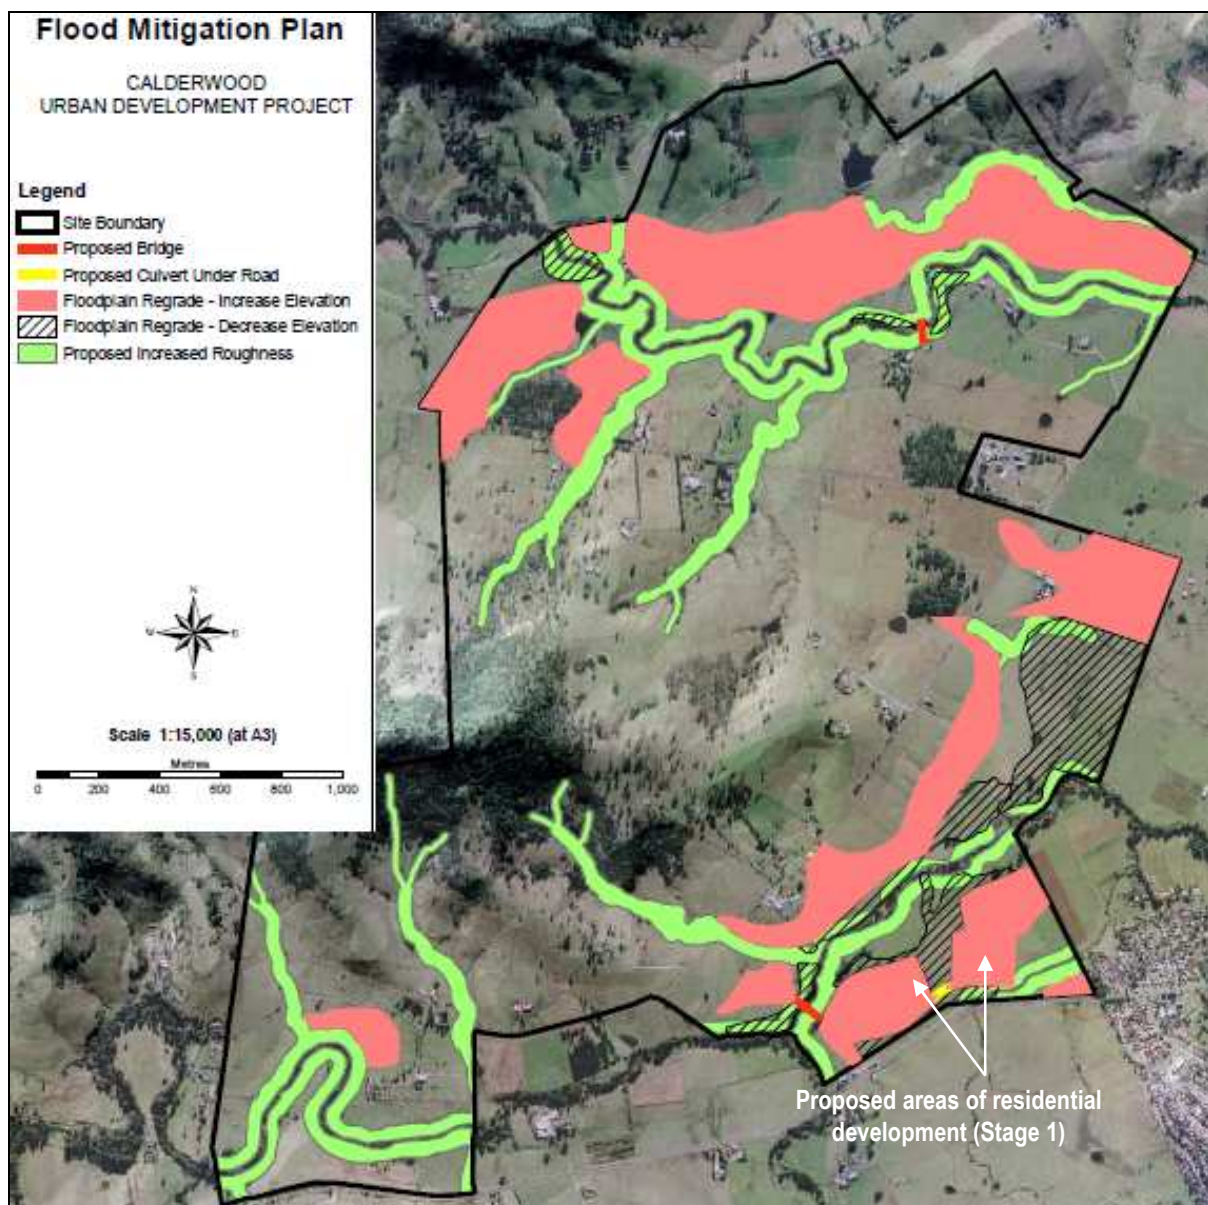 Flood Mitigation Plan
CALDERWOOD
URBAN DEVELOPMENT PROJECT
Legend
Site Boundary
Proposed Bridge
Proposed Culvert Under Road
Floodplain Regrade - Increase Elevation
Floodplain Regrade - Decrease Elevation
Proposed Increased Roughness
N
W
E
S
Scale 1:15,000 (at A3)
Metres
0 200 400 600 800 1,000
Proposed areas of residential
development (Stage 1)